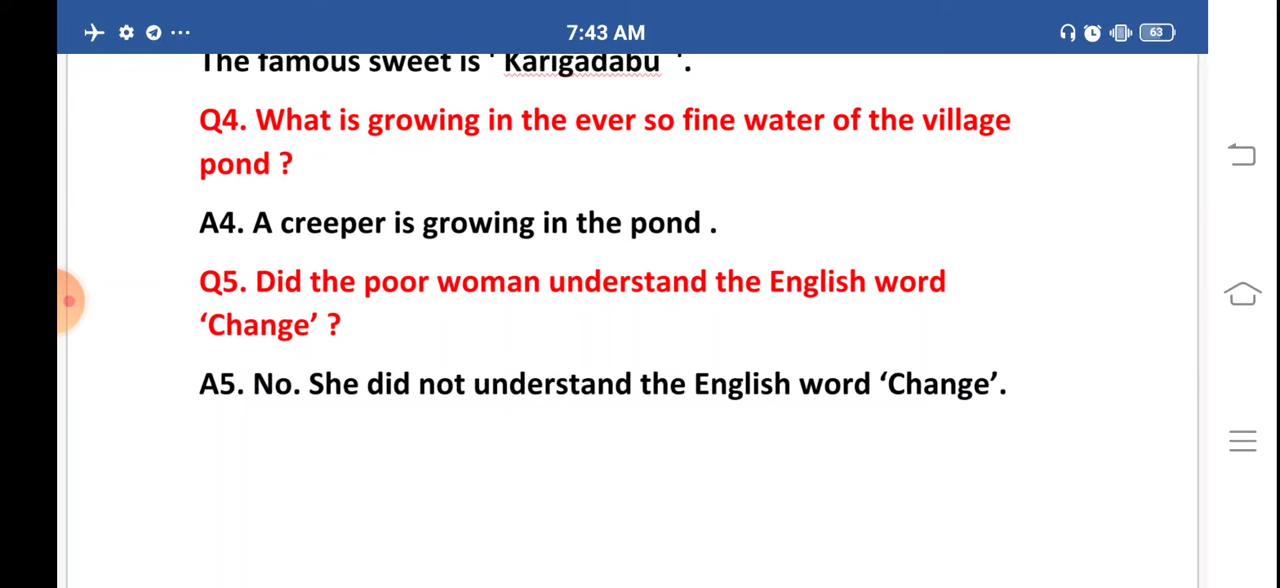 7:43 AM
63
The famous sweet is ‘ Karigadabu ’.
Q4. What is growing in the ever so fine water of the village
pond ?
A4. A creeper is growing in the pond .
Q5. Did the poor woman understand the English word
‘Change’ ?
A5. No. She did not understand the English word ‘Change’.